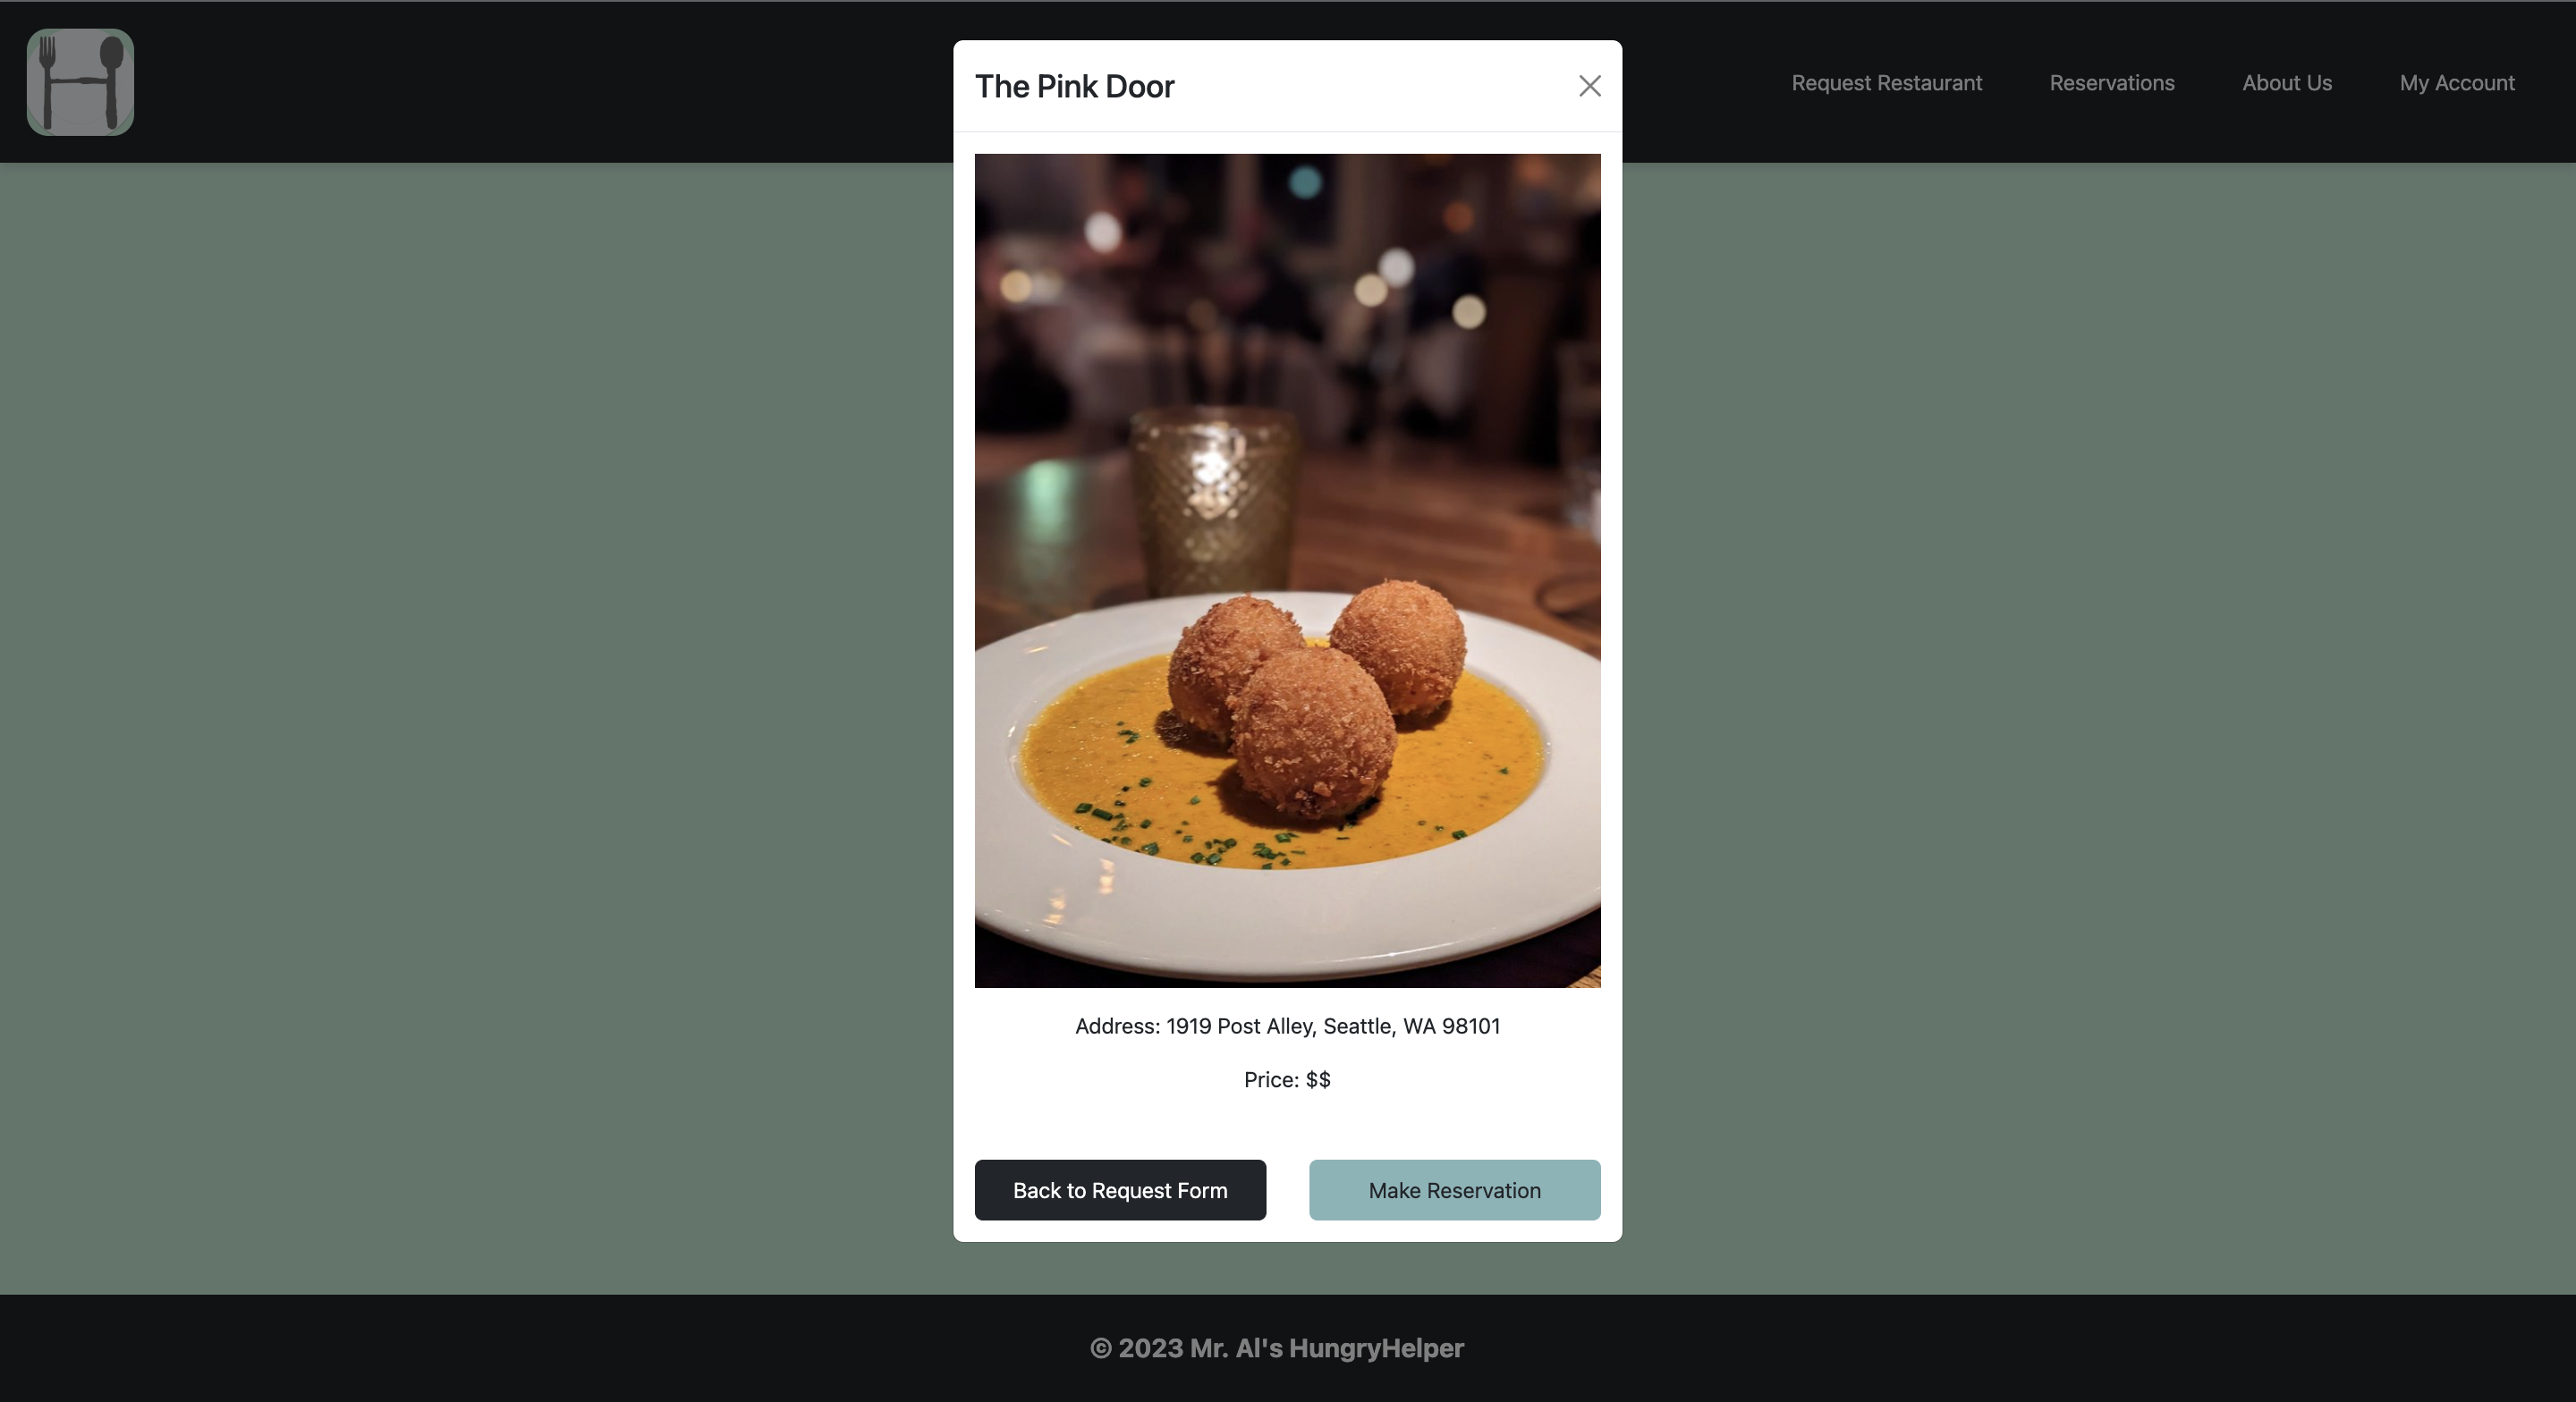 Request Restaurant
Reservations
About Us
My Account
The Pink Door
Address: 1919 Post Alley, Seattle, WA 98101
Price: $$
Back to Request Form
Make Reservation
© 2023 Mr. Al's HungryHelper